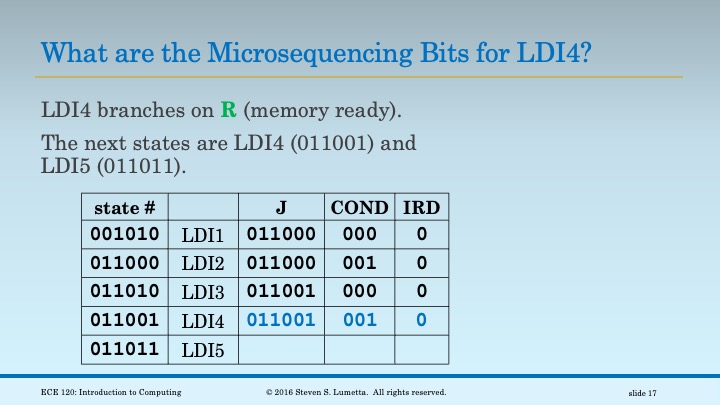 What are the Microsequencing Bits for LDI4?
LDI4 branches on R (memory ready).
The next states are LDI4 (011001) and
LDI5 (011011).
state # J COND IRD
001010 LDI1 011000 000 0
011000 LDI2 011000 001 0
011010 LDI3 011001 000 0
011001 LDI4 011001 001 0
011011 LDI5
ECE 120: Introduction to Computing © 2016 Steven S. Lumetta. All rights reserved. slide 17